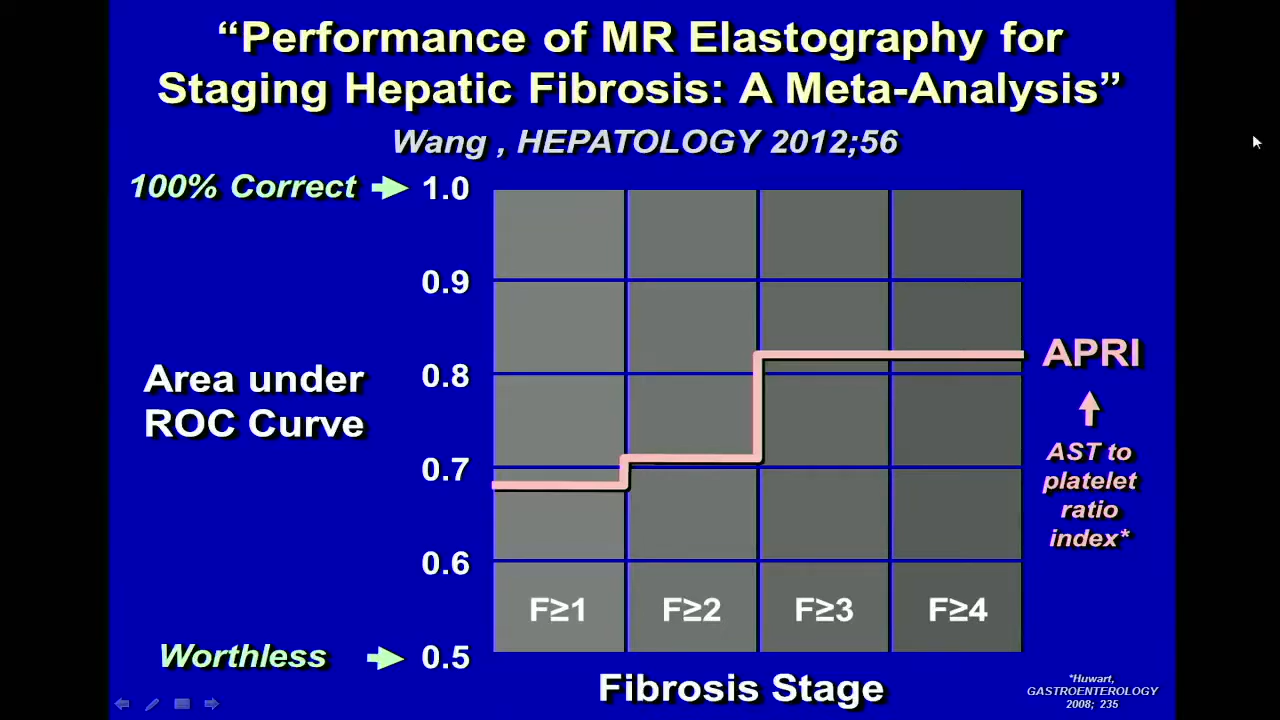 “Performance of MR Elastography for
Staging Hepatic Fibrosis: A Meta-Analysis”
Wang , HEPATOLOGY 2012;56
100% Correct
1.0
0.9
0.8
0.7
0.6
0.5
Area under
ROC Curve
Worthless
F≥1
F≥2
F≥3
F≥4
Fibrosis Stage
APRI
AST to
platelet
ratio
index*
*Huwart,
GASTROENTEROLOGY
2008; 235